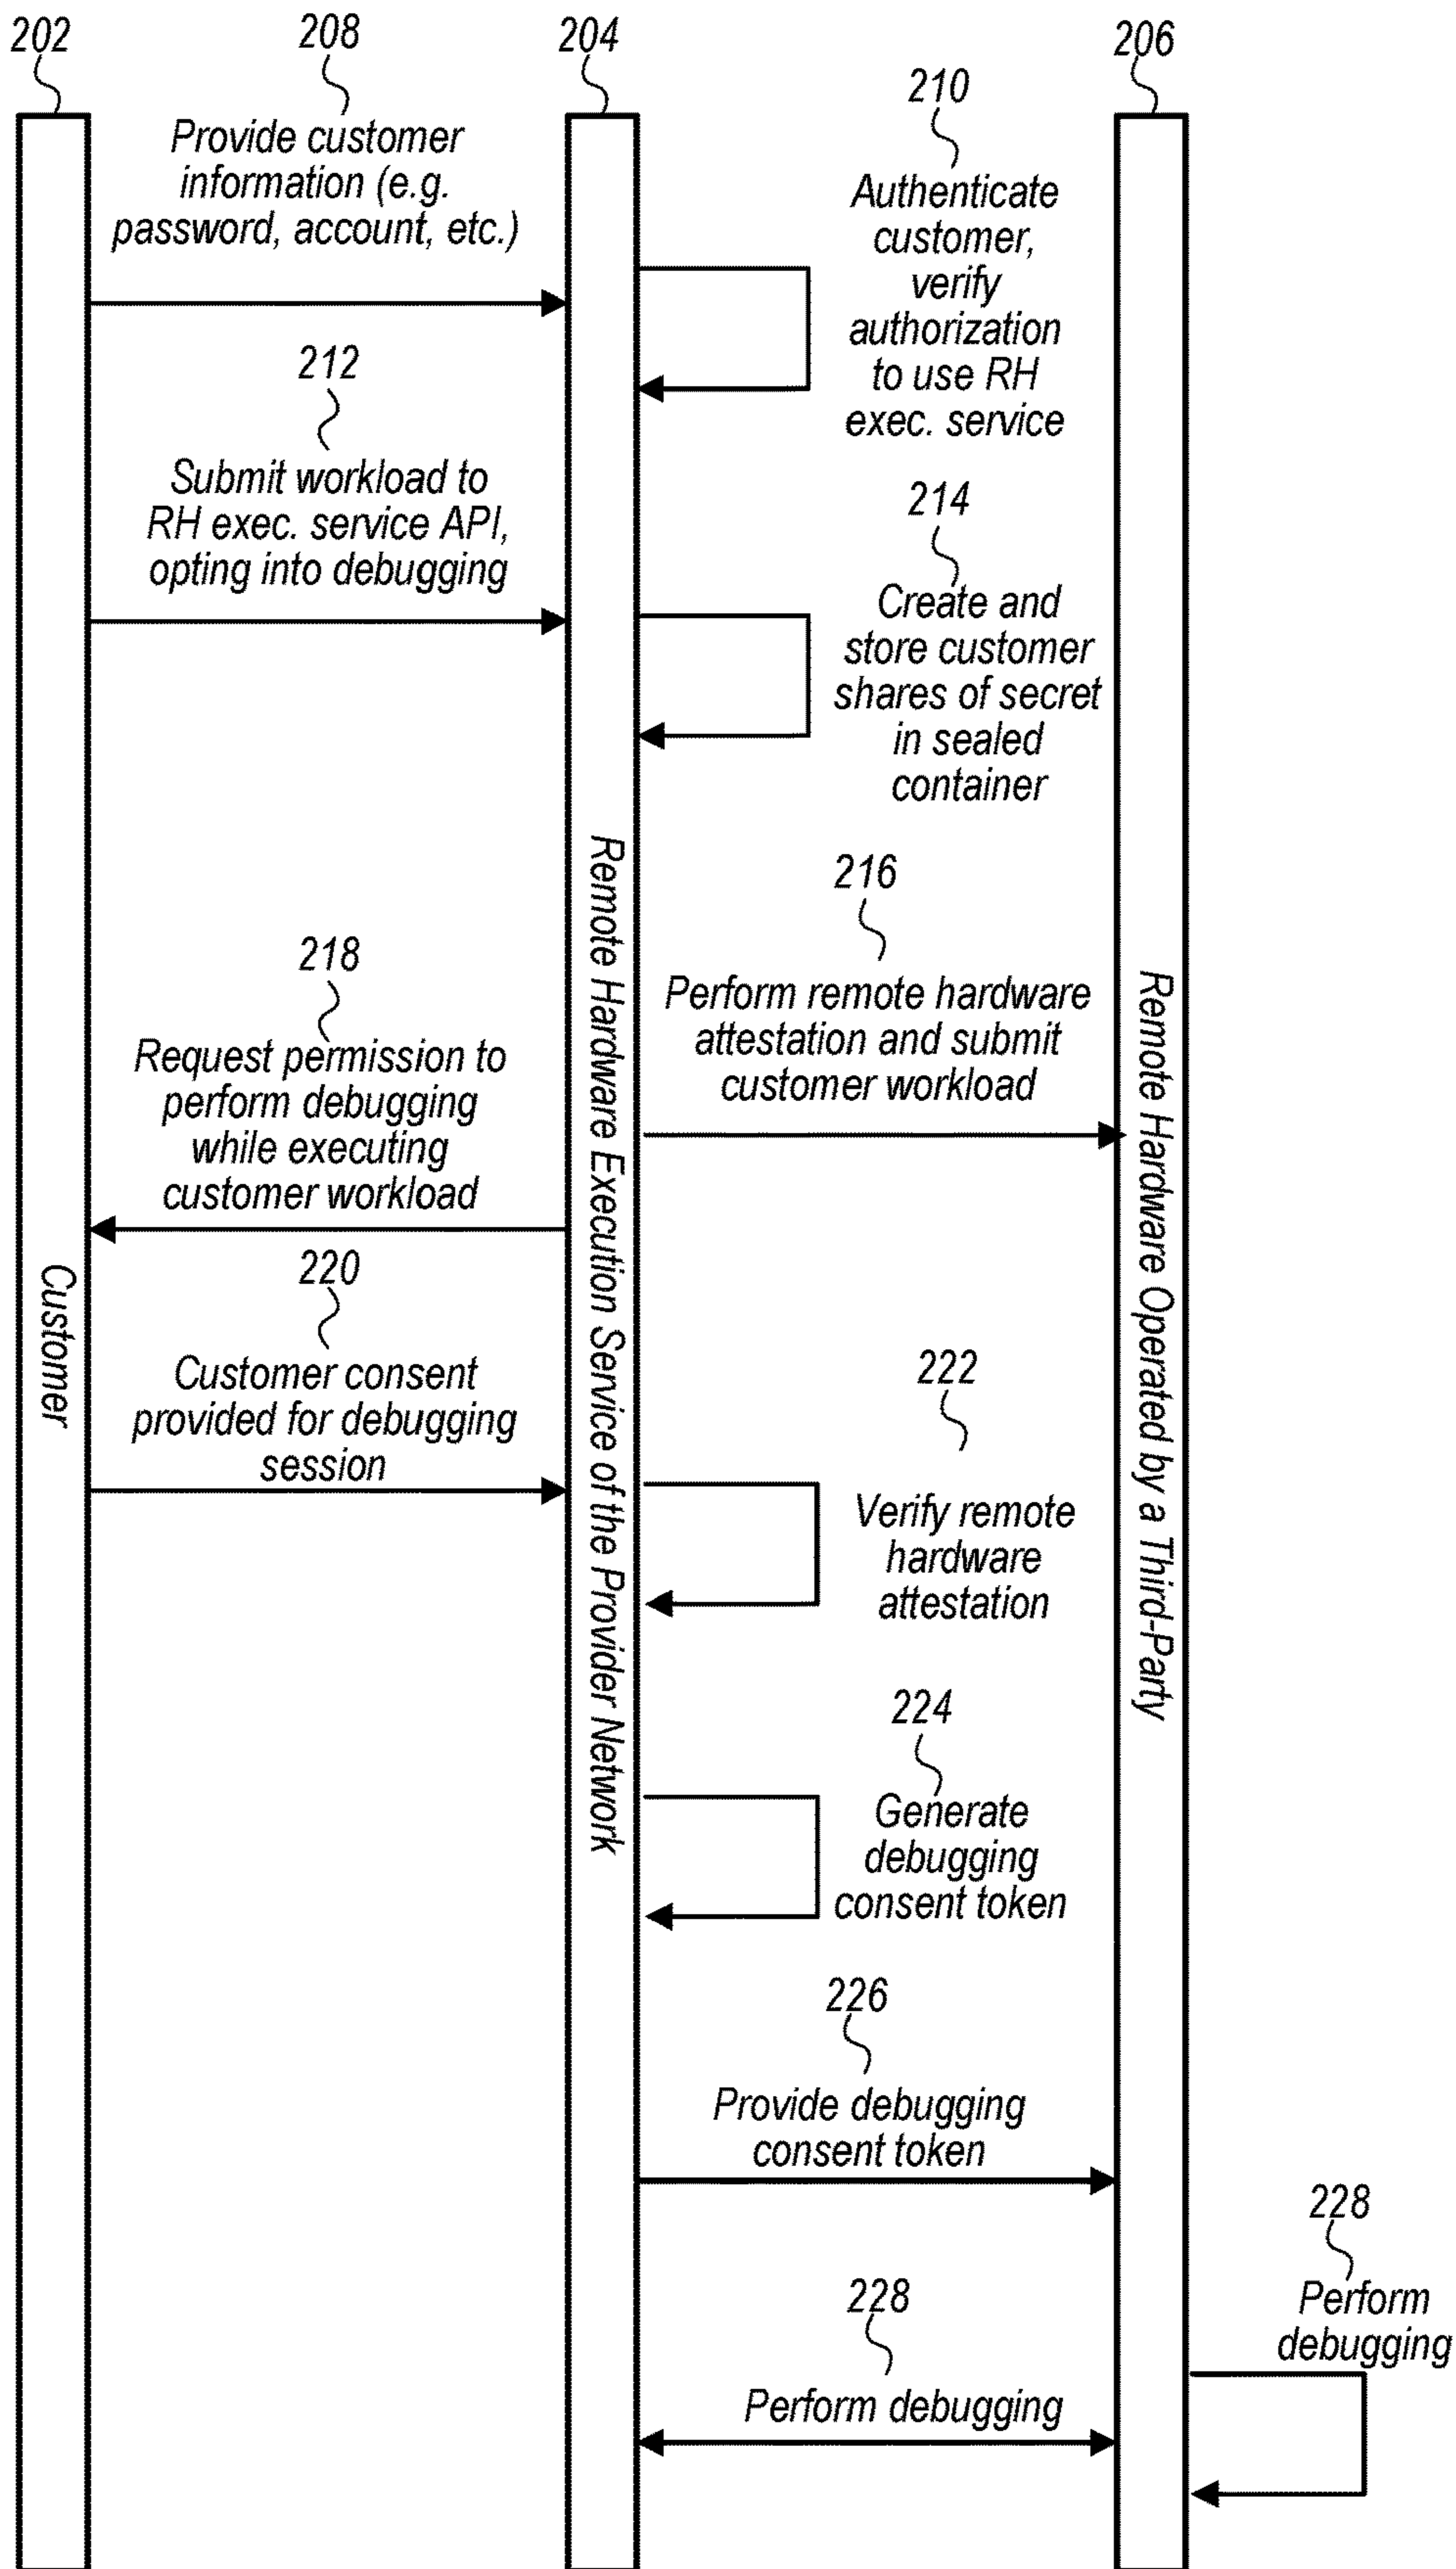 202
208
204
206
Provide customer
information (e.g.
password, account, etc.)
210
Authenticate
customer,
verify
authorization
to use RH
exec. service
212
Submit workload to
RH exec. service API,
opting into debugging
214
Create and
store customer
shares of secret
in sealed
container
216
Perform remote hardware
attestation and submit
customer workload
218
Request permission to
perform debugging
while executing
customer workload
220
Customer consent
provided for debugging
session
Customer
Remote Hardware Execution Service of the Provider Network
Remote Hardware Operated by a Third-Party
222
Verify remote
hardware
attestation
224
Generate
debugging
consent token
226
Provide debugging
consent token
228
Perform debugging
228
Perform
debugging